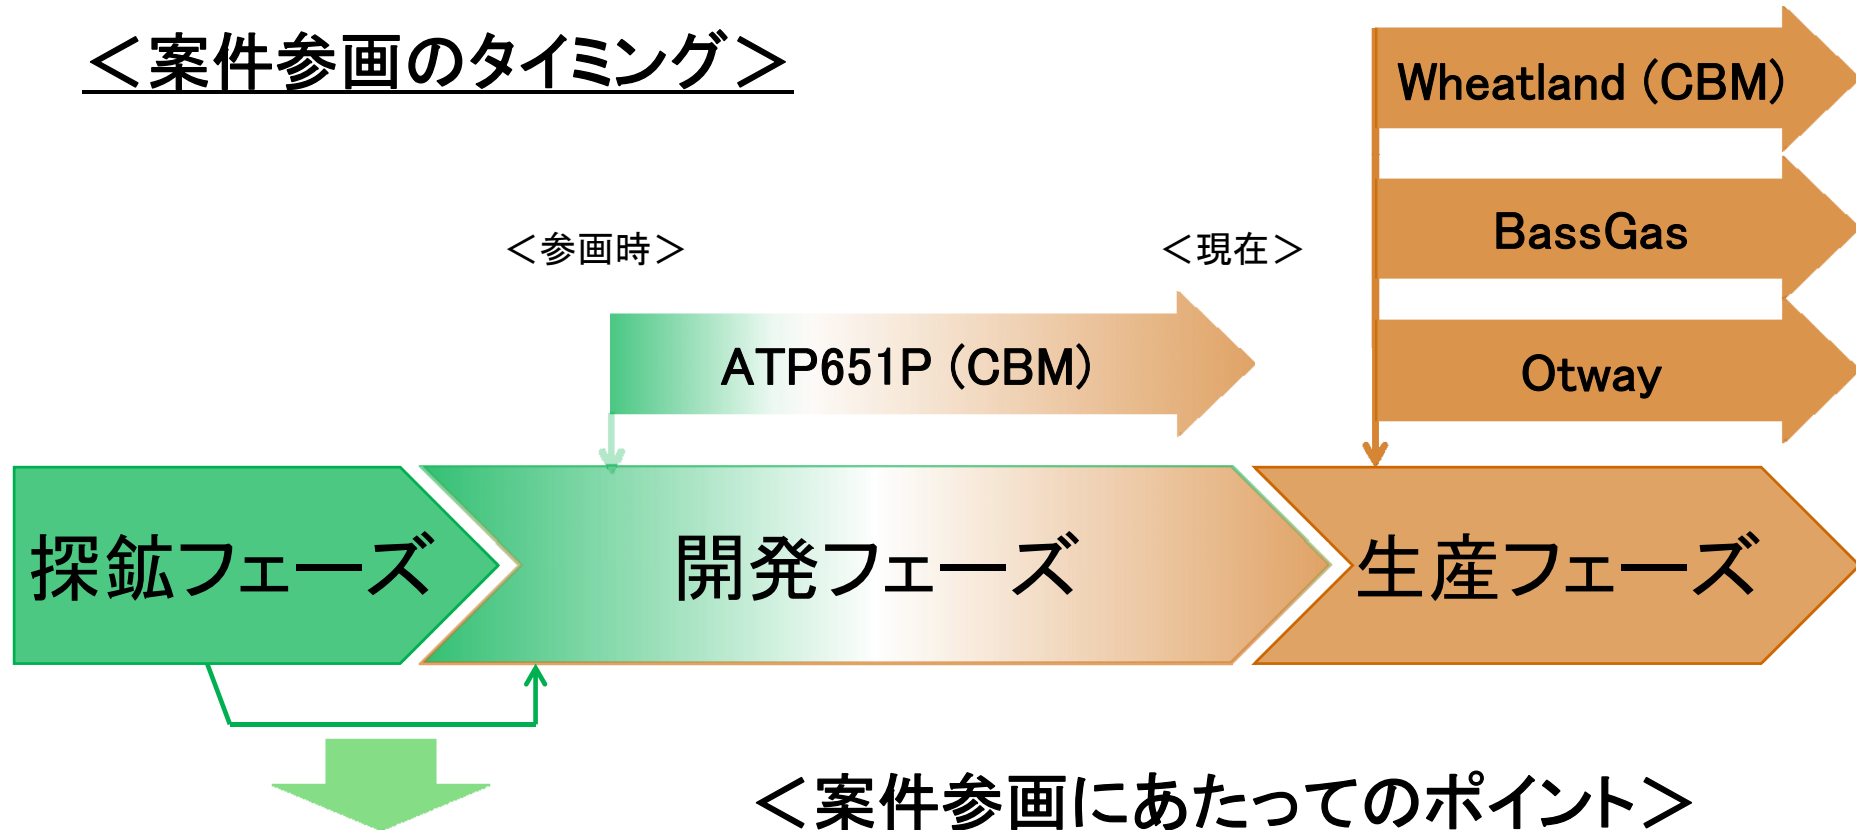 ＜案件参画のタイミング＞
Wheatland (CBM)
BassGas
Otway
＜参画時＞
＜現在＞
ATP651P (CBM)
探鉱フェーズ
開発フェーズ
生産フェーズ
＜案件参画にあたってのポイント＞